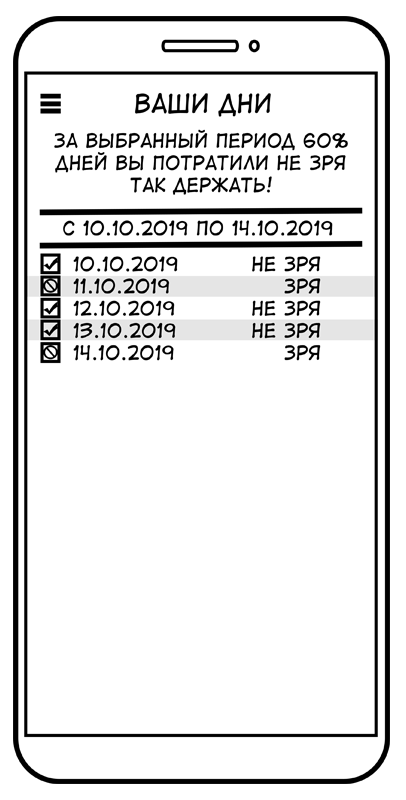 ВАШИ ДНИ
ЗА ВЫБРАННЫЙ ПЕРИОД 60%
ДНЕЙ ВЫ ПОТРАТИЛИ НЕ ЗРЯ
ТАК ДЕРЖАТЬ!
С 10.10.2019 ПО 14.10.2019
10.10.2019 НЕ ЗРЯ
11.10.2019 ЗРЯ
12.10.2019 НЕ ЗРЯ
13.10.2019 НЕ ЗРЯ
14.10.2019 ЗРЯ